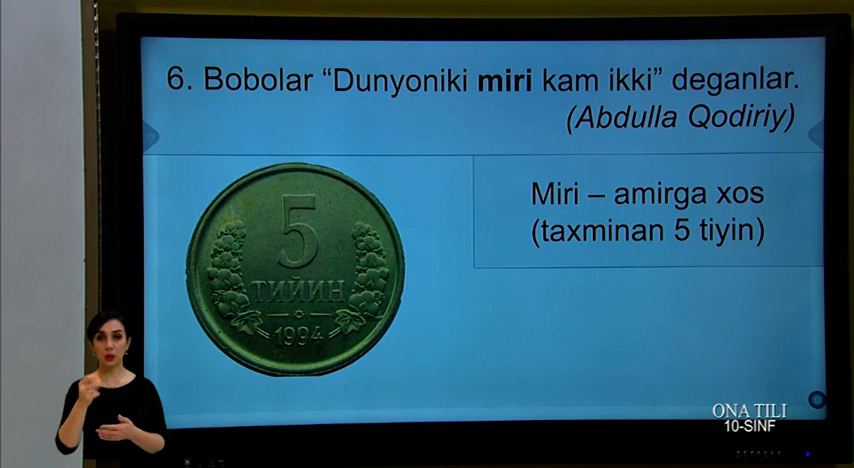 6. Bobolar “Dunyoniki miri kam ikki” deganlar.
(Abdulla Qodiriy)
Miri – amirga xos
(taxminan 5 tiyin)
5
ТИЙИН
1994
ONA TILI
10-SINF